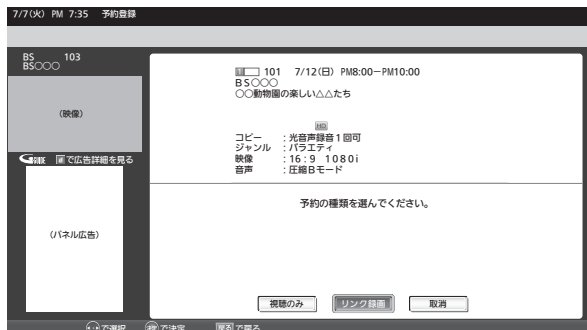 7/7(火) PM 7:35 予約登録
BS 103
BS○○○
(映像)
で広告詳細を見る
(パネル広告)
101 7/12(日) PM8:00−PM10:00
BS○○○
○○動物園の楽しい△△たち
HD
コピー :光音声録音1回可
ジャンル :バラエティ
映像 :16:9 1080i
音声 :圧縮Bモード
予約の種類を選んでください。
視聴のみ リンク録画 取消
で選択 で決定 戻る で戻る